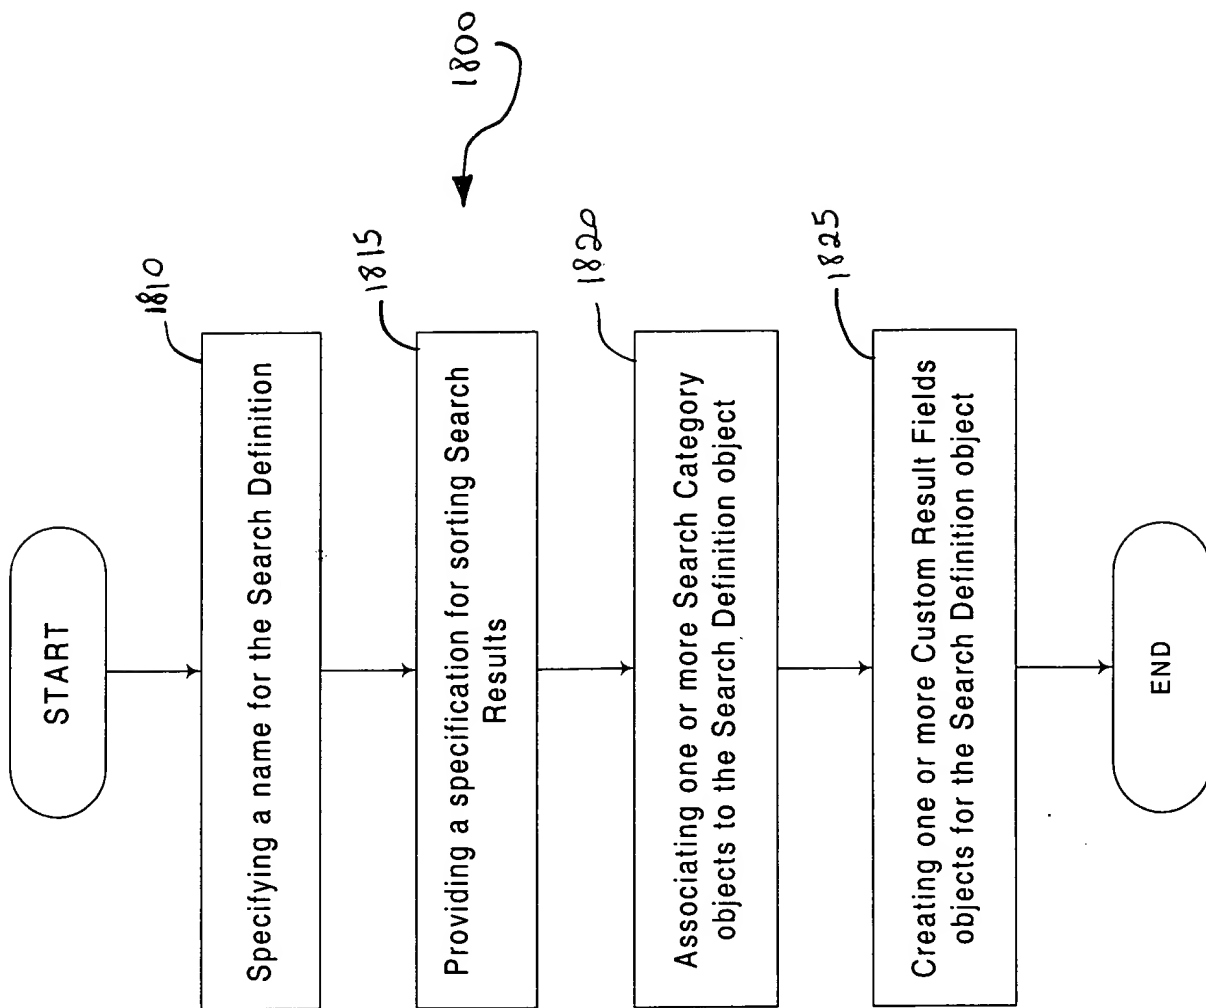 1800
START
1810
Specifying a name for the Search Definition
1815
Providing a specification for sorting Search
Results
1820
Associating one or more Search Category
objects to the Search Definition object
1825
Creating one or more Custom Result Fields
objects for the Search Definition object
END